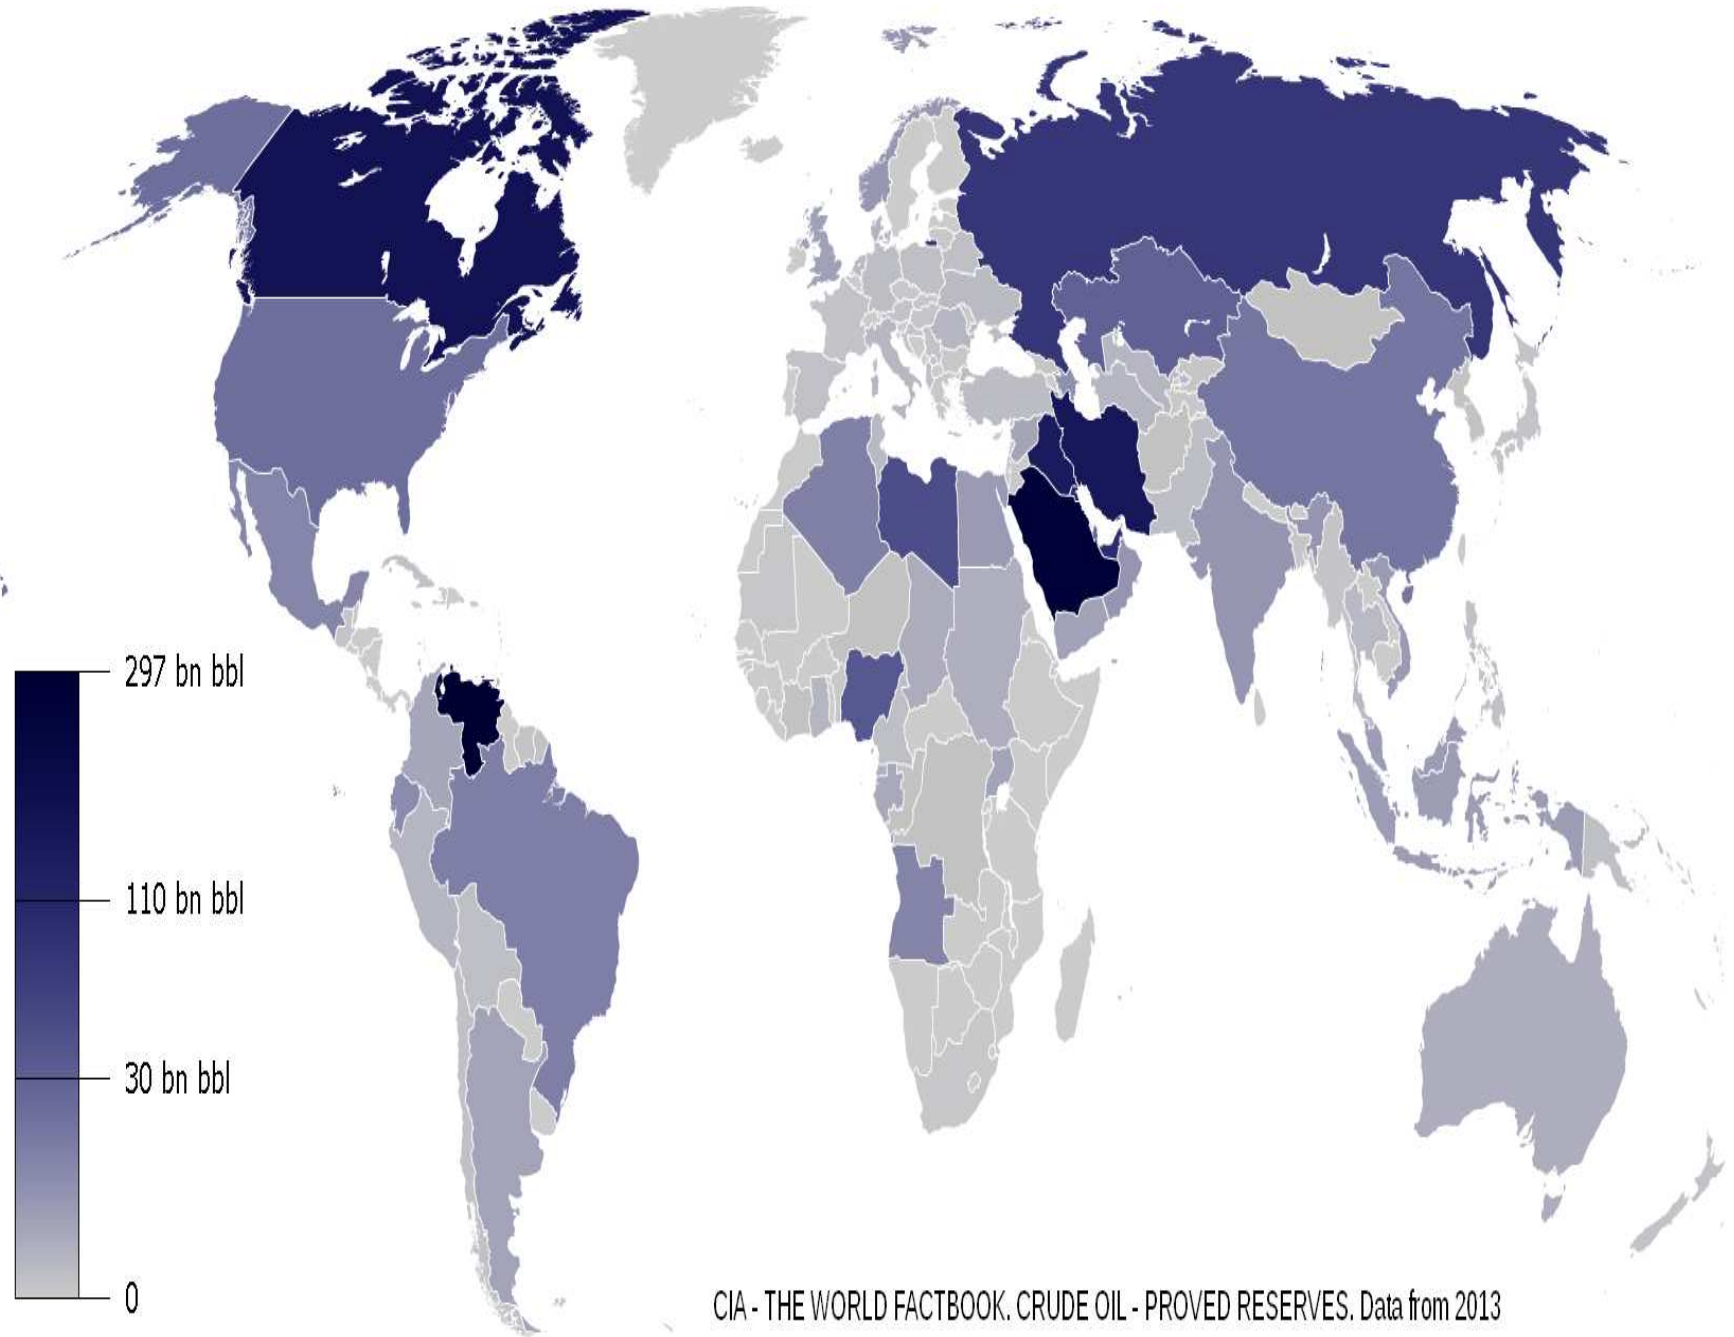 297 bn bbl
110 bn bbl
30 bn bbl
0
CIA - THE WORLD FACTBOOK. CRUDE OIL - PROVED RESERVES. Data from 2013